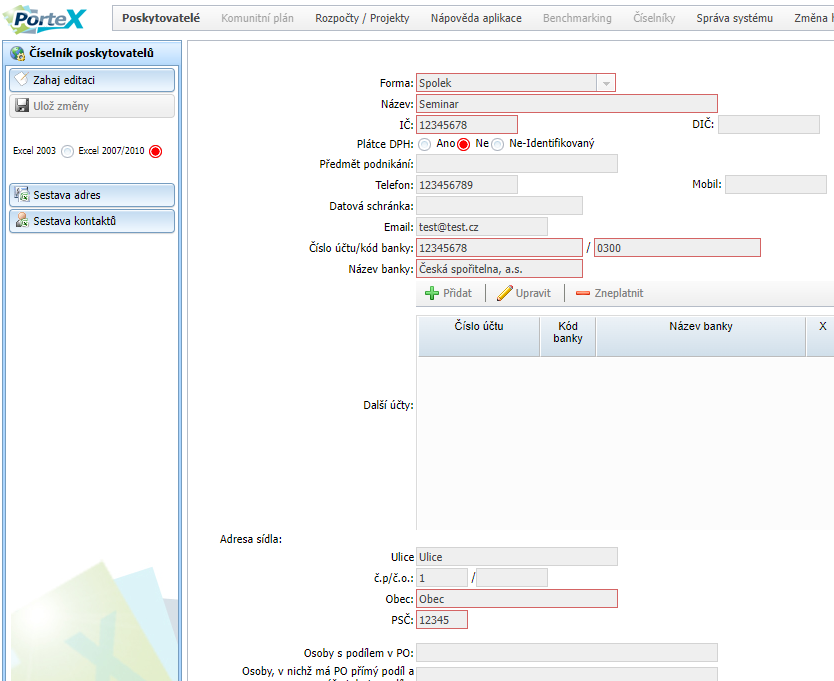 PorteX
Poskytovatelé Komunitní plán Rozpočty / Projekty Nápověda aplikace Benchmarking Číselníky Správa systému Změna
Číselník poskytovatelů
Zahaj editaci
Ulož změny
Excel 2003 Excel 2007/2010
Sestava adres
Sestava kontaktů
Forma: Spolek
Název: Seminar
IČ: 12345678 DIČ:
Plátce DPH: Ano Ne Ne-Identifikovaný
Předmět podnikání:
Telefon: 123456789 Mobil:
Datová schránka:
Email: test@test.cz
Číslo účtu/kód banky: 12345678 / 0300
Název banky: Česká spořitelna, a.s.
Přidat Upravit Zneplatnit
Číslo účtu Kód banky Název banky X
Další účty:
Adresa sídla:
Ulice Ulice
č.p/č.o.: 1 /
Obec: Obec
PSČ: 12345
Osoby s podílem v PO:
Osoby, v nichž má PO přímý podíl a